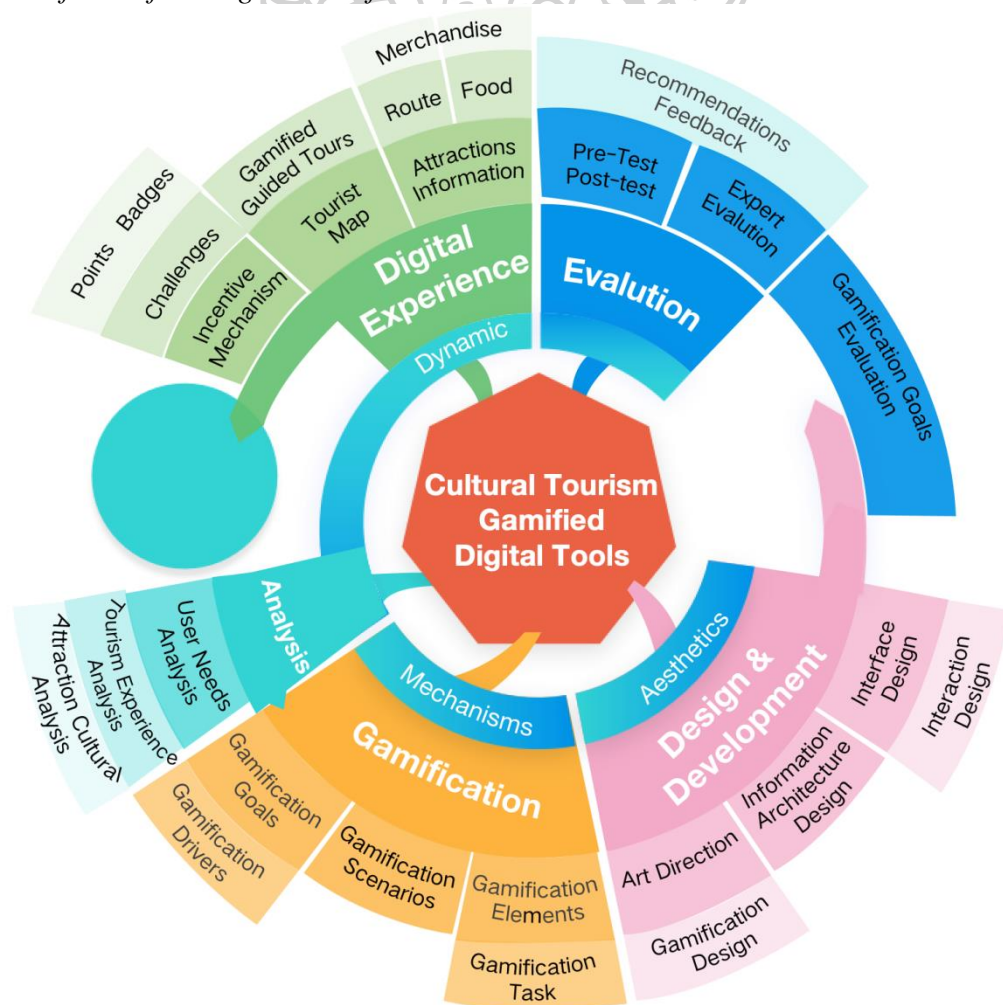 Merchandise
Route
Food
Gamified
Guided Tours
Tourist
Map
Attractions
Information
Points
Badges
Challenges
Incentive
Mechanism
Digital
Experience
Dynamic
Recommendations
Feedback
Pre-Test
Post-test
Expert
Evalution
Evalution
Gamification Goals
Evaluation
Cultural Tourism
Gamified
Digital Tools
Analysis
User Needs
Analysis
Tourism Experience
Analysis
Attraction Cultural
Analysis
Mechanisms
Gamification
Gamification
Goals
Gamification
Drivers
Gamification
Scenarios
Gamification
Elements
Gamification
Task
Aesthetics
Design &
Development
Interface
Design
Interaction
Design
Information
Architecture
Design
Art Direction
Gamification
Design